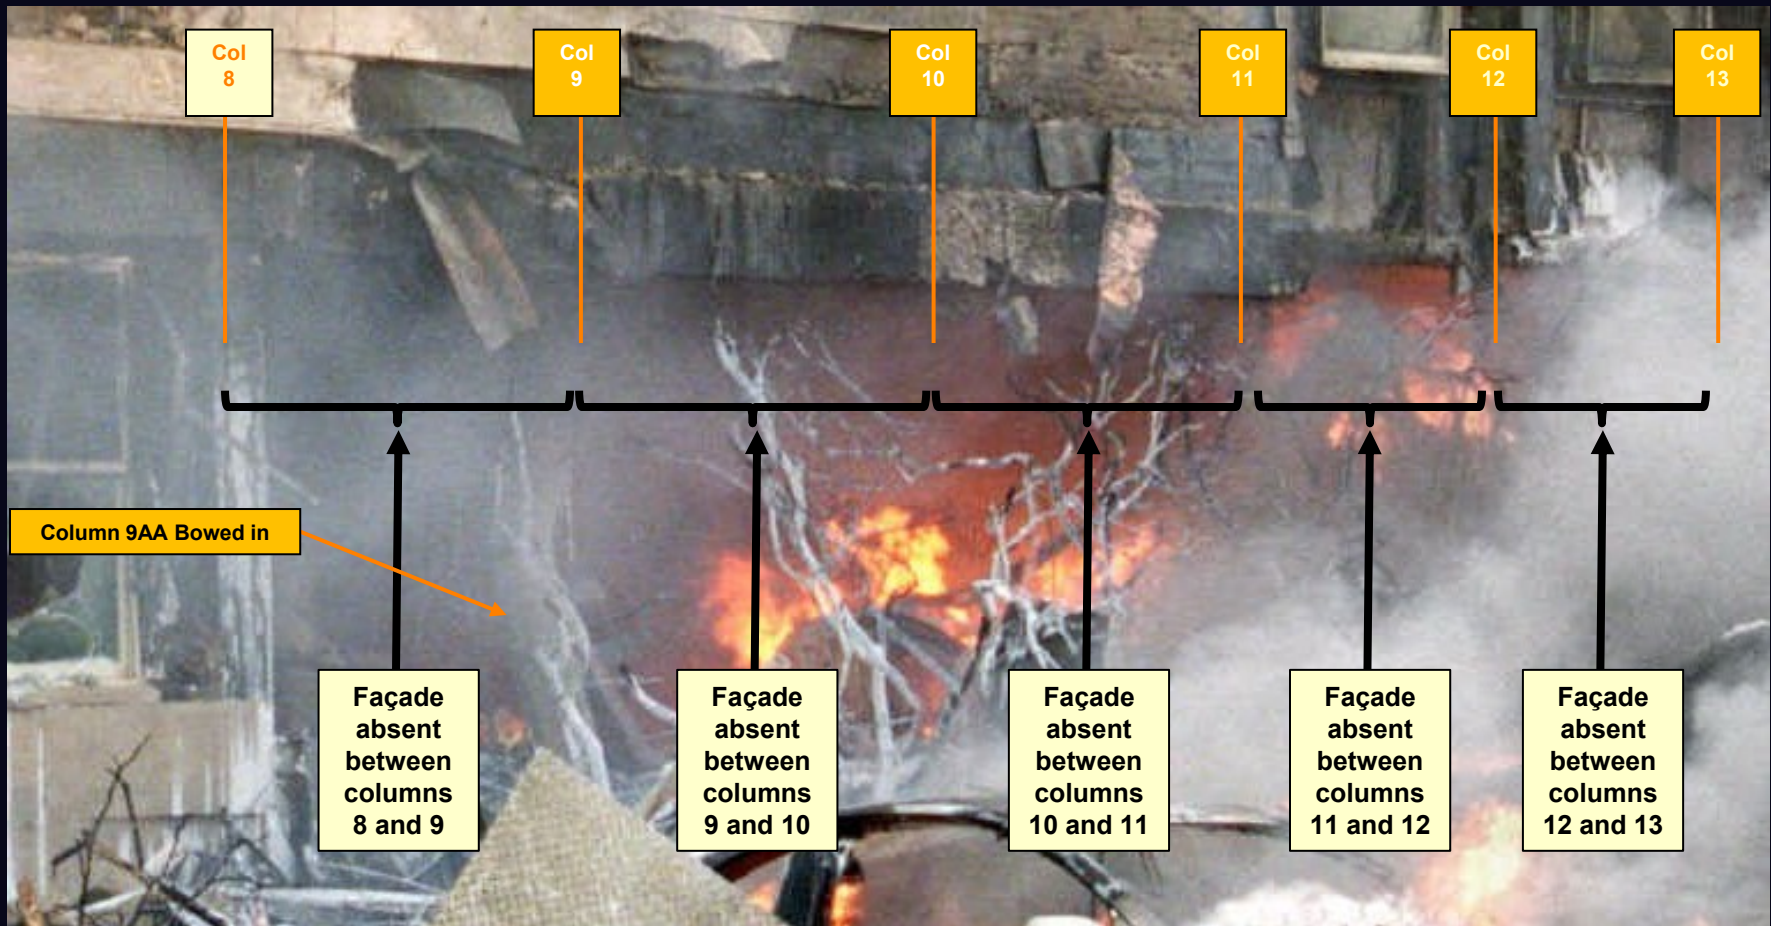 Col
8
Col
9
Col
10
Col
11
Col
12
Col
13
Column 9AA Bowed in
Façade
absent
between
columns
8 and 9
Façade
absent
between
columns
9 and 10
Façade
absent
between
columns
10 and 11
Façade
absent
between
columns
11 and 12
Façade
absent
between
columns
12 and 13